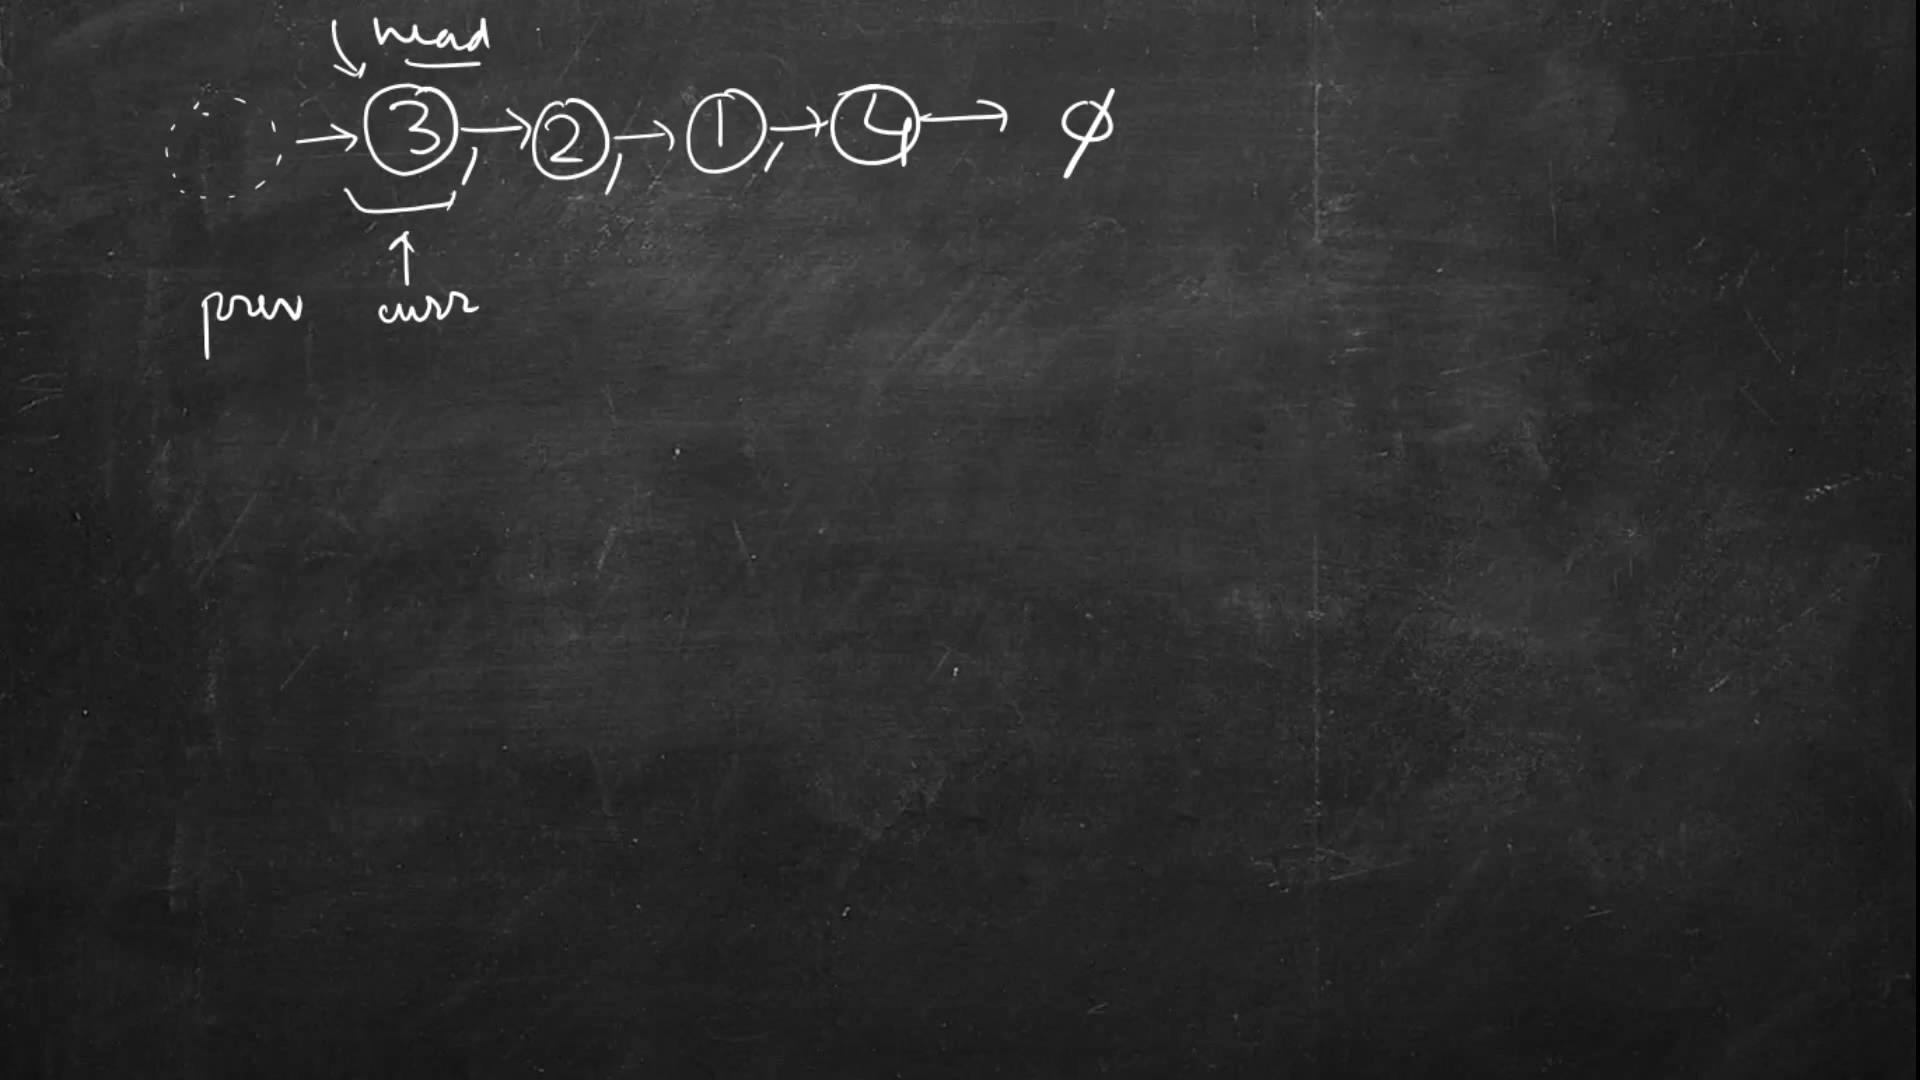 head
→ 3, → 2, → 1, → 4 → ϕ
prev curr